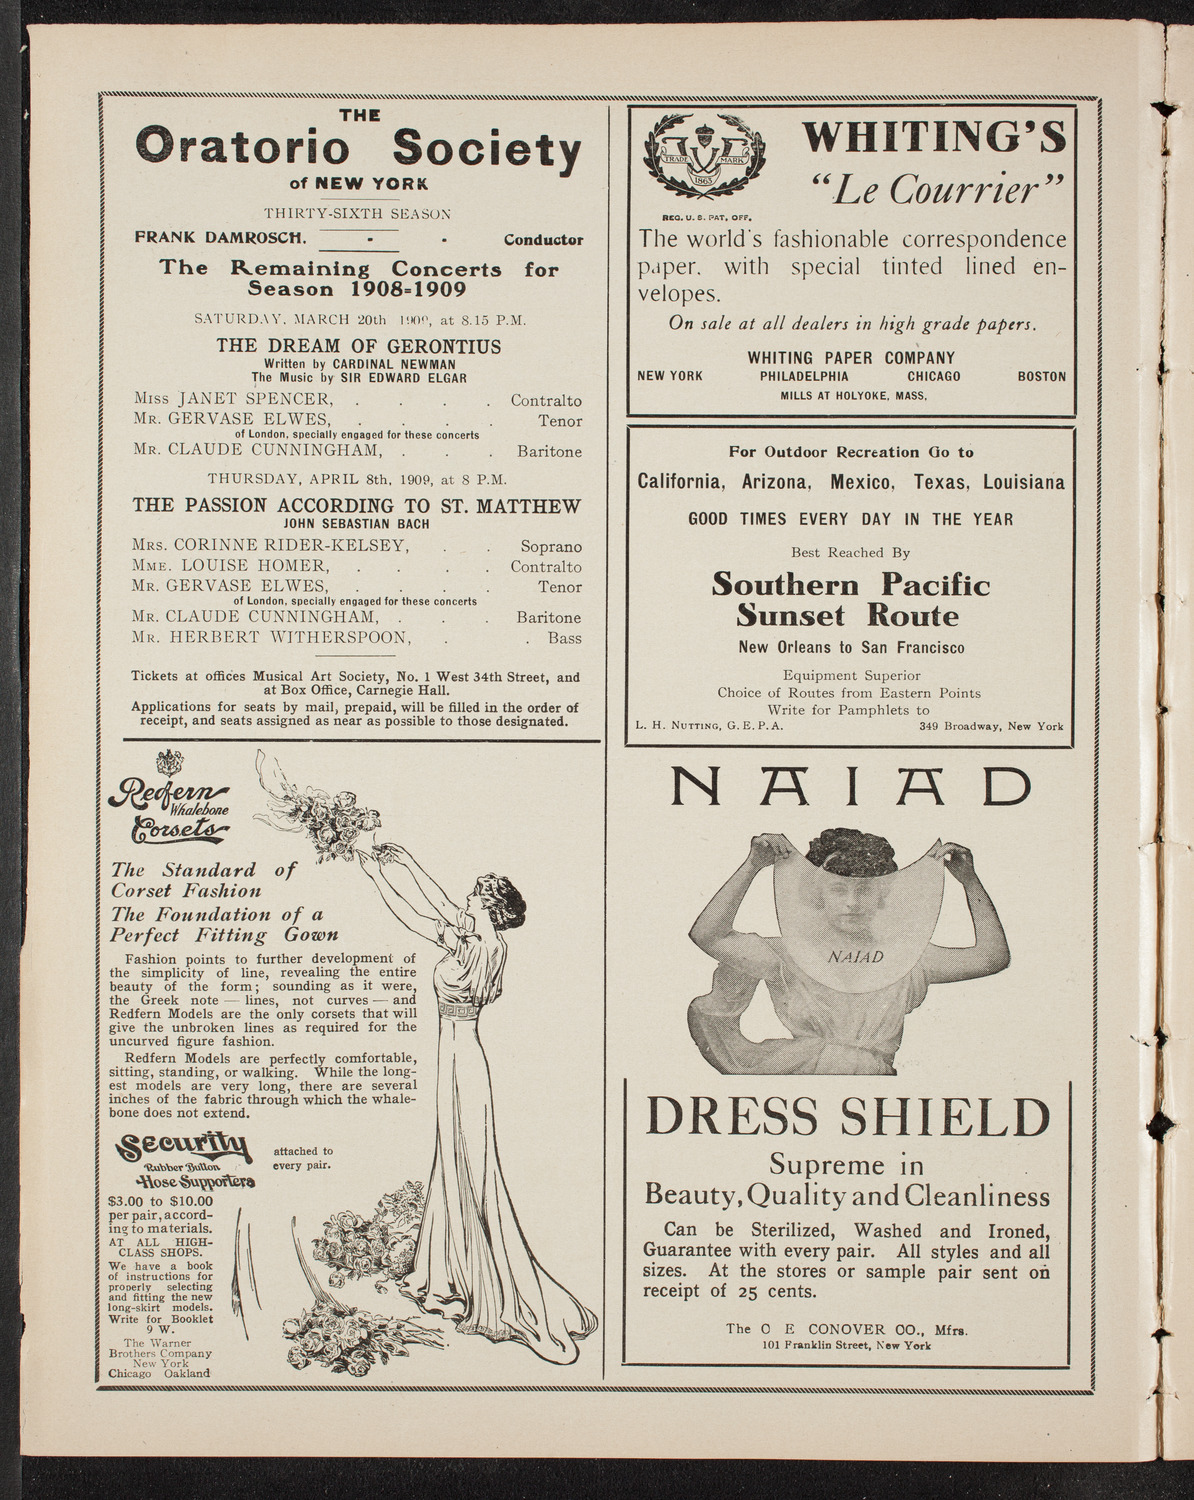 THE
Oratorio Society
of NEW YORK
THIRTY-SIXTH SEASON
FRANK DAMROSCH. - - Conductor
The Remaining Concerts for
Season 1908=1909
SATURDAY, MARCH 20th 1909, at 8.15 P.M.
THE DREAM OF GERONTIUS
Written by CARDINAL NEWMAN
The Music by SIR EDWARD ELGAR
Miss JANET SPENCER, . . . . Contralto
Mr. GERVASE ELWES, . . . . Tenor
of London, specially engaged for these concerts
Mr. CLAUDE CUNNINGHAM, . . . Baritone
THURSDAY, APRIL 8th, 1909, at 8 P.M.
THE PASSION ACCORDING TO ST. MATTHEW
JOHN SEBASTIAN BACH
Mrs. CORINNE RIDER-KELSEY, . . Soprano
Mme. LOUISE HOMER, . . . . Contralto
Mr. GERVASE ELWES, . . . . Tenor
of London, specially engaged for these concerts
Mr. CLAUDE CUNNINGHAM, . . . Baritone
Mr. HERBERT WITHERSPOON, . . Bass
Tickets at offices Musical Art Society, No. 1 West 34th Street, and
at Box Office, Carnegie Hall.
Applications for seats by mail, prepaid, will be filled in the order of
receipt, and seats assigned as near as possible to those designated.
Redfern
Whalebone
Corsets
The Standard of
Corset Fashion
The Foundation of a
Perfect Fitting Gown
Fashion points to further development of
the simplicity of line, revealing the entire
beauty of the form; sounding as it were,
the Greek note — lines, not curves — and
Redfern Models are the only corsets that will
give the unbroken lines as required for the
uncurved figure fashion.
Redfern Models are perfectly comfortable,
sitting, standing, or walking. While the long-
est models are very long, there are several
inches of the fabric through which the whale-
bone does not extend.
Security
Rubber Button
Hose Supporters
attached to
every pair.
$3.00 to $10.00
per pair, accord-
ing to materials.
AT ALL HIGH-
CLASS SHOPS.
We have a book
of instructions for
properly selecting
and fitting the new
long-skirt models.
Write for Booklet
9 W.
The Warner
Brothers Company
New York
Chicago Oakland
TRADE MARK
1865
REG. U. S. PAT. OFF.
WHITING'S
"Le Courrier"
The world's fashionable correspondence
paper, with special tinted lined en-
velopes.
On sale at all dealers in high grade papers.
WHITING PAPER COMPANY
NEW YORK PHILADELPHIA CHICAGO BOSTON
MILLS AT HOLYOKE, MASS.
For Outdoor Recreation Go to
California, Arizona, Mexico, Texas, Louisiana
GOOD TIMES EVERY DAY IN THE YEAR
Best Reached By
Southern Pacific
Sunset Route
New Orleans to San Francisco
Equipment Superior
Choice of Routes from Eastern Points
Write for Pamphlets to
L. H. Nutting, G. E. P. A. 349 Broadway, New York
NAIAD
NAIAD
DRESS SHIELD
Supreme in
Beauty, Quality and Cleanliness
Can be Sterilized, Washed and Ironed,
Guarantee with every pair. All styles and all
sizes. At the stores or sample pair sent on
receipt of 25 cents.
The C E CONOVER CO., Mfrs.
101 Franklin Street, New York